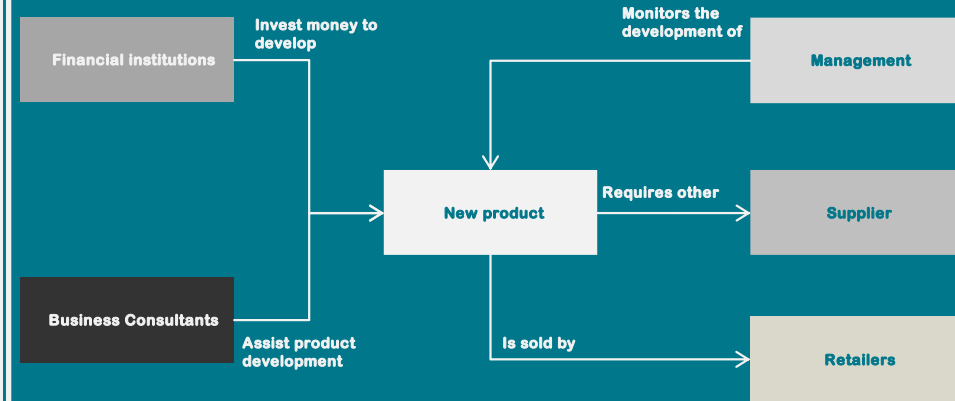 Invest money to
develop
Monitors the
development of
Financial institutions
Management
Requires other
New product
Supplier
Business Consultants
Assist product
development
Is sold by
Retailers